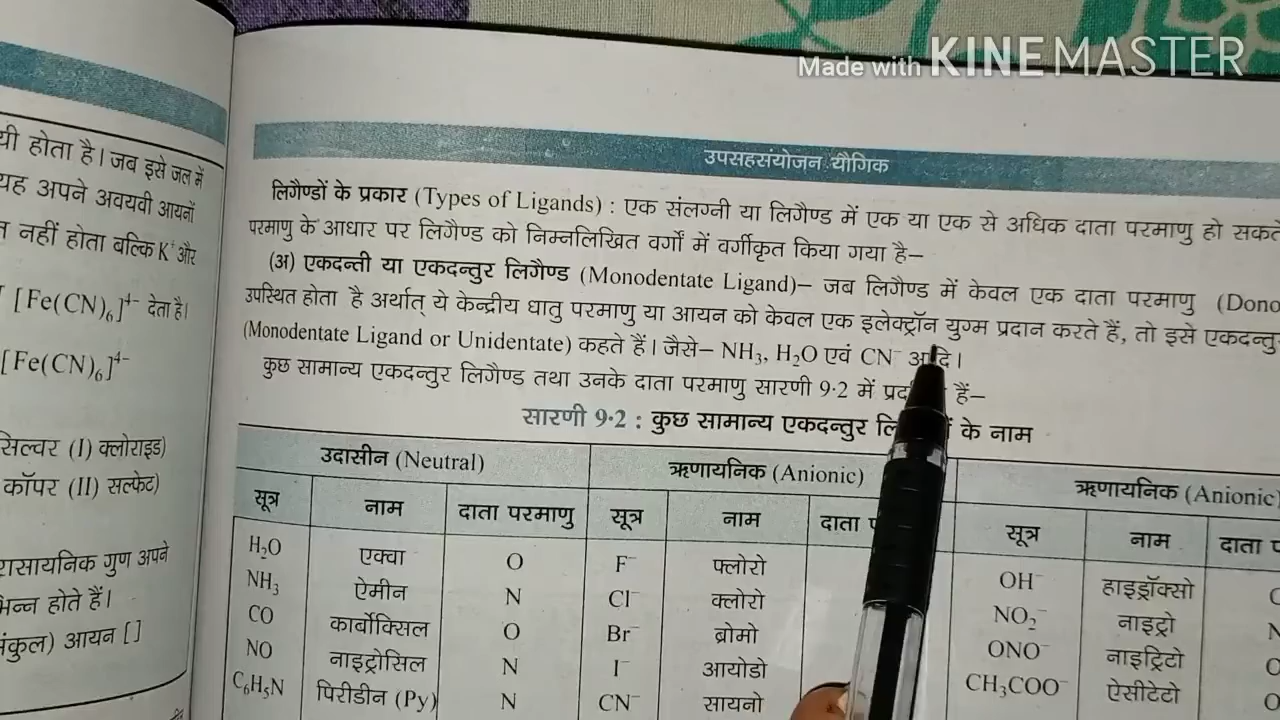 Made with KINEMASTER
यी होता है। जब इसे जल में
यह अपने अवयवी आयनों
नहीं होता बल्कि K⁺ और
[Fe(CN)₆]⁴⁻ देता है।
[Fe(CN)₆]⁴⁻
सिल्वर (I) क्लोराइड)
कॉपर (II) सल्फेट)
रासायनिक गुण अपने
भिन्न होते हैं।
संकुल) आयन []
उपसहसंयोजन यौगिक
लिगैण्डों के प्रकार (Types of Ligands) : एक संलग्नी या लिगैण्ड में एक या एक से अधिक दाता परमाणु हो सकते
परमाणु के आधार पर लिगैण्ड को निम्नलिखित वर्गों में वर्गीकृत किया गया है–
(अ) एकदन्ती या एकदन्तुर लिगैण्ड (Monodentate Ligand)– जब लिगैण्ड में केवल एक दाता परमाणु (Dono
उपस्थित होता है अर्थात् ये केन्द्रीय धातु परमाणु या आयन को केवल एक इलेक्ट्रॉन युग्म प्रदान करते हैं, तो इसे एकदन्तु
(Monodentate Ligand or Unidentate) कहते हैं। जैसे– NH₃, H₂O एवं CN⁻ आदि।
कुछ सामान्य एकदन्तुर लिगैण्ड तथा उनके दाता परमाणु सारणी 9·2 में हैं–
सारणी 9·2 : कुछ सामान्य एकदन्तुर के नाम
उदासीन (Neutral) ऋणायनिक (Anionic) ऋणायनिक (Anionic)
सूत्र नाम दाता परमाणु सूत्र नाम दाता सूत्र नाम दाता
H₂O एक्वा O F⁻ फ्लोरो OH⁻ हाइड्रॉक्सो
NH₃ ऐमीन N Cl⁻ क्लोरो NO₂⁻ नाइट्रो
CO कार्बोक्सिल O Br⁻ ब्रोमो ONO⁻ नाइट्रिटो
NO नाइट्रोसिल N I⁻ आयोडो CH₃COO⁻ ऐसीटेटो
C₆H₅N पिरीडीन (Py) N CN⁻ सायनो